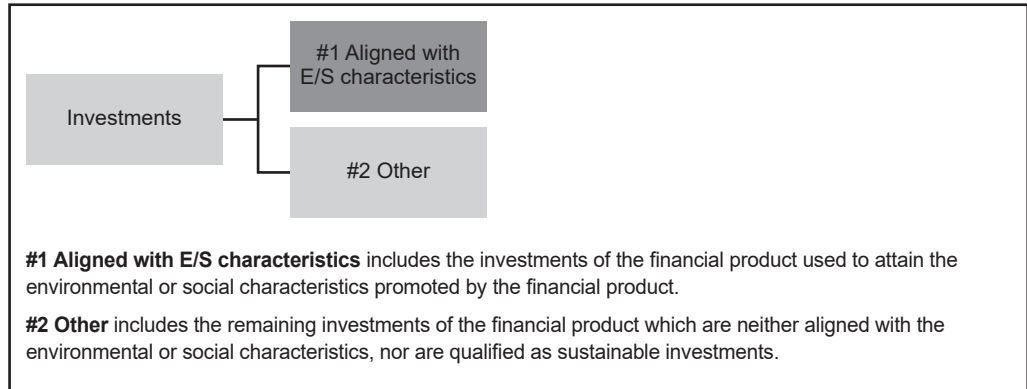 #1 Aligned with
E/S characteristics
Investments
#2 Other
#1 Aligned with E/S characteristics includes the investments of the financial product used to attain the
environmental or social characteristics promoted by the financial product.
#2 Other includes the remaining investments of the financial product which are neither aligned with the
environmental or social characteristics, nor are qualified as sustainable investments.